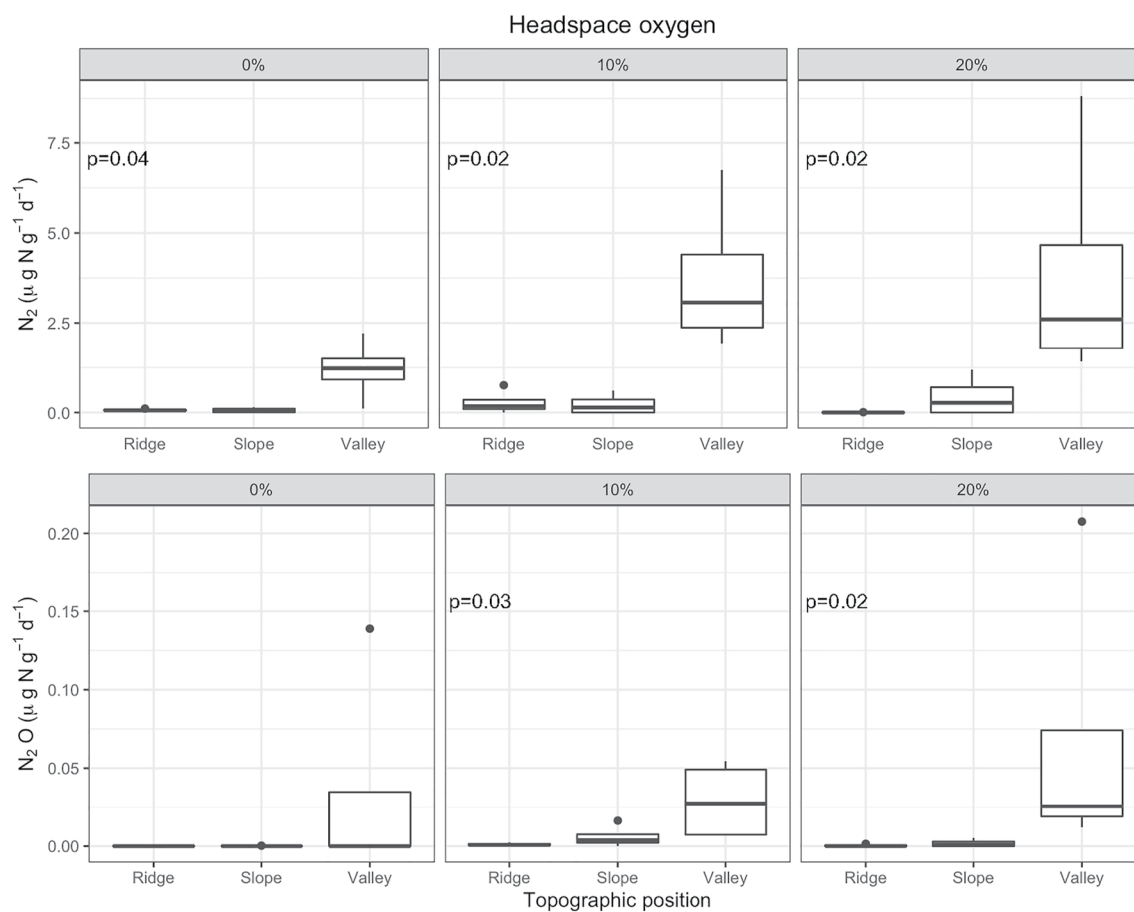 Headspace oxygen
0% 10% 20%
N₂ (μ g N g⁻¹ d⁻¹)
7.5
5.0
2.5
0.0
p=0.04 p=0.02 p=0.02
Ridge Slope Valley Ridge Slope Valley Ridge Slope Valley
0% 10% 20%
N₂ O (μ g N g⁻¹ d⁻¹)
0.20
0.15
0.10
0.05
0.00
p=0.03 p=0.02
Ridge Slope Valley Ridge Slope Valley Ridge Slope Valley
Topographic position